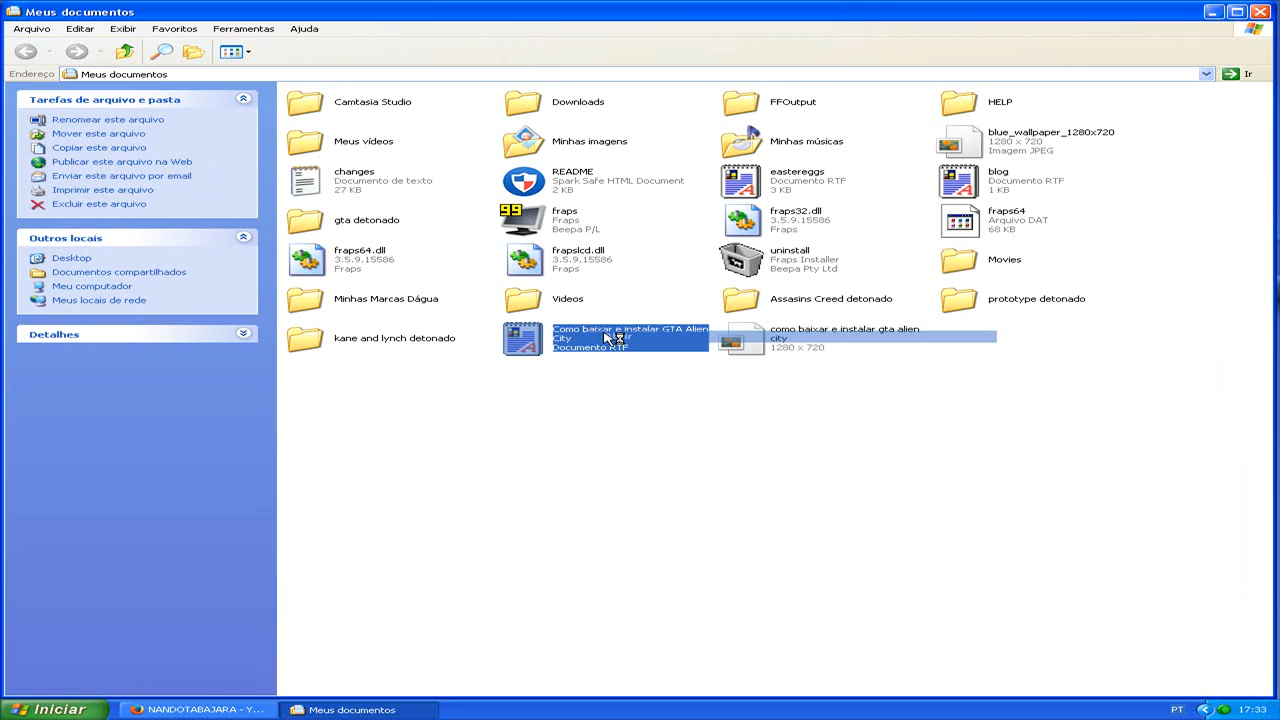 Meus documentos
Arquivo Editar Exibir Favoritos Ferramentas Ajuda
Endereço Meus documentos Ir
Tarefas de arquivo e pasta
Renomear este arquivo
Mover este arquivo
Copiar este arquivo
Publicar este arquivo na Web
Enviar este arquivo por email
Imprimir este arquivo
Excluir este arquivo
Outros locais
Desktop
Documentos compartilhados
Meu computador
Meus locais de rede
Detalhes
Camtasia Studio
Downloads
FFOutput
HELP
Meus vídeos
Minhas imagens
Minhas músicas
blue_wallpaper_1280x720
1280 x 720
Imagem JPEG
changes
Documento de texto
27 KB
README
Spark Safe HTML Document
2 KB
eastereggs
Documento RTF
3 KB
blog
Documento RTF
1 KB
gta detonado
99
fraps
Fraps
Beepa P/L
fraps32.dll
3.5.9.15586
Fraps
fraps64
Arquivo DAT
68 KB
fraps64.dll
3.5.9.15586
Fraps
frapslcd.dll
3.5.9.15586
Fraps
uninstall
Fraps Installer
Beepa Pty Ltd
Movies
Minhas Marcas Dágua
Videos
Assasins Creed detonado
prototype detonado
kane and lynch detonado
Como baixar e instalar GTA Alien
City
Documento RTF
como baixar e instalar gta alien
city
1280 x 720
Iniciar
NANDOTABAJARA - Y...
Meus documentos
PT
17:33